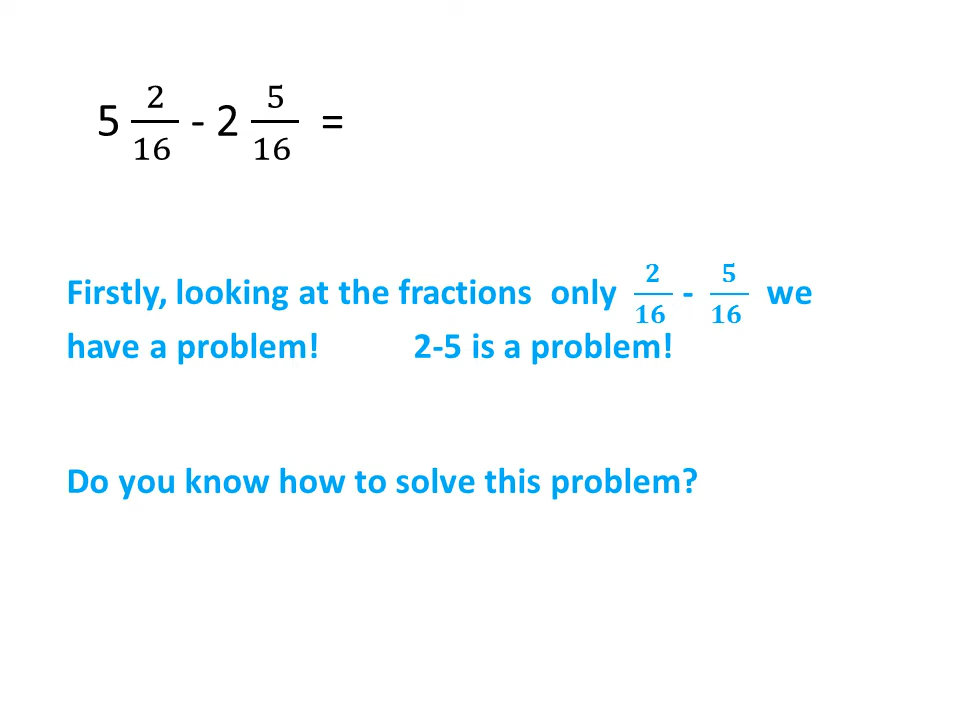 5 2/16 - 2 5/16 =
Firstly, looking at the fractions only 2/16 - 5/16 we
have a problem! 2-5 is a problem!
Do you know how to solve this problem?